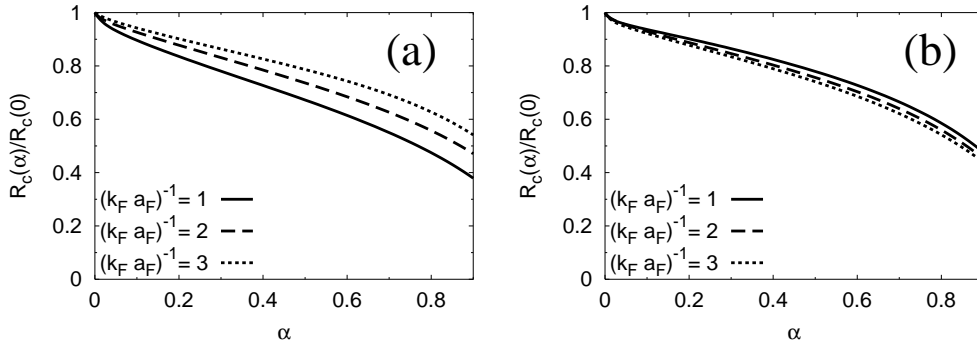 (a)
R_c(α)/R_c(0)
1
0.8
0.6
0.4
0.2
0
(k_F a_F)^-1 = 1
(k_F a_F)^-1 = 2
(k_F a_F)^-1 = 3
0 0.2 0.4 0.6 0.8
α
(b)
R_c(α)/R_c(0)
1
0.8
0.6
0.4
0.2
0
(k_F a_F)^-1 = 1
(k_F a_F)^-1 = 2
(k_F a_F)^-1 = 3
0 0.2 0.4 0.6 0.8
α